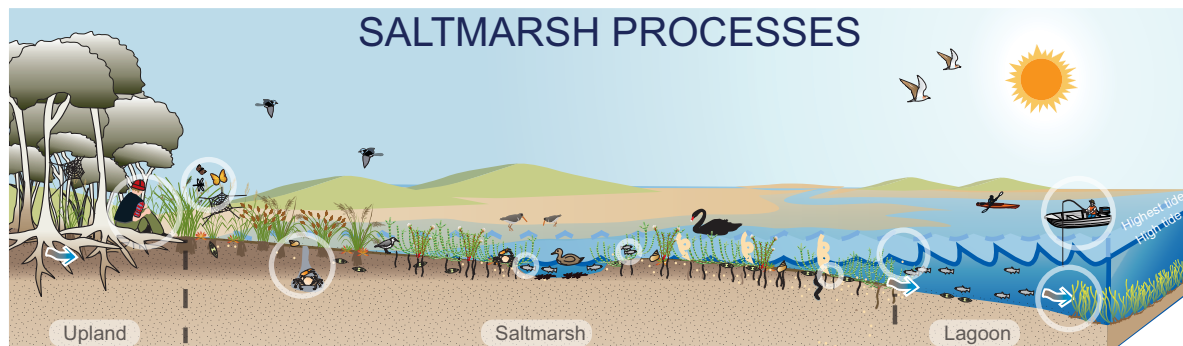 SALTMARSH PROCESSES
Highest tide
High tide
Upland
Saltmarsh
Lagoon